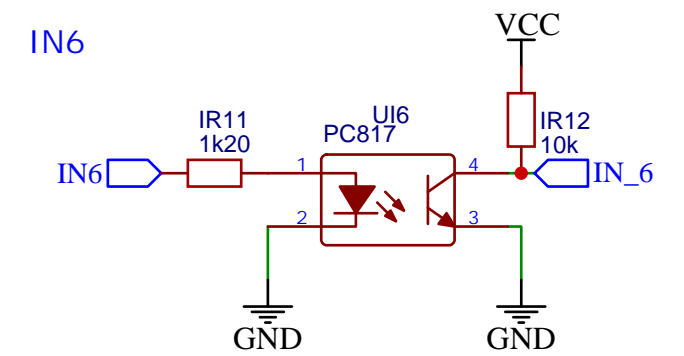 IN6
VCC
IR11
1k20
UI6
PC817
IR12
10k
IN6
1
4
IN_6
2
3
GND
GND